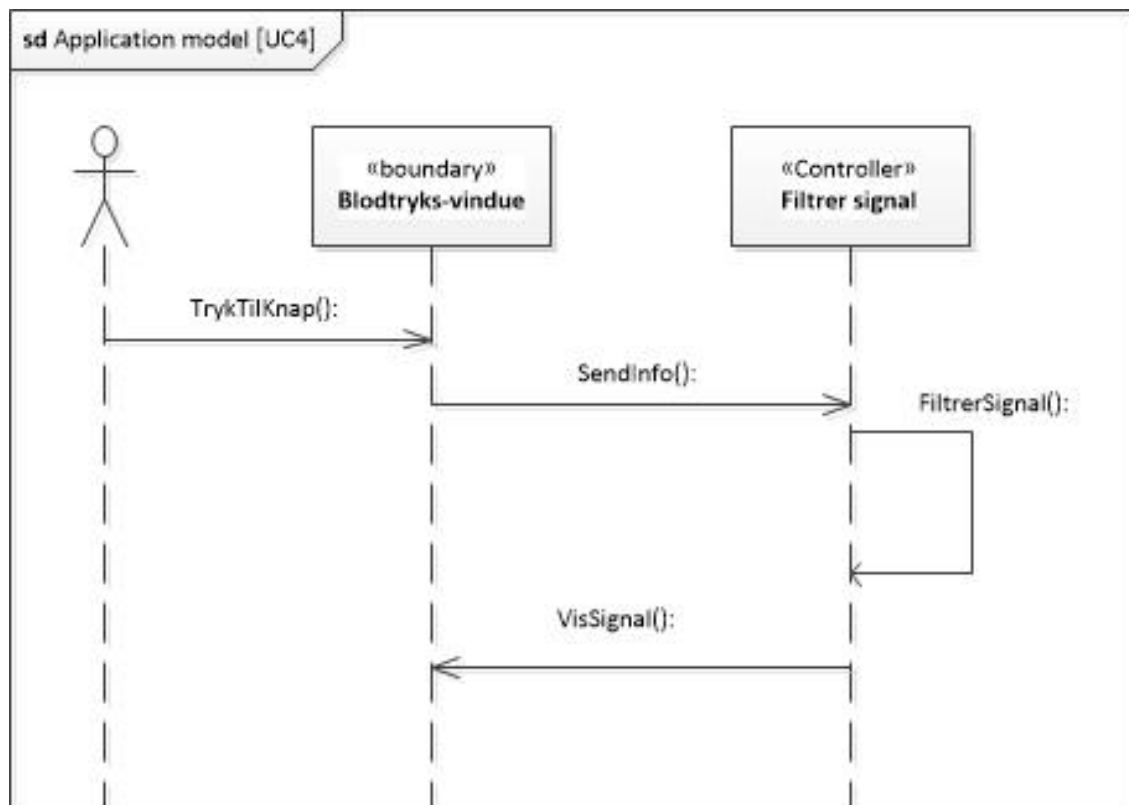 sd Application model [UC4]
«boundary»
Blodtryks-vindue
«Controller»
Filtrer signal
TrykTilKnap():
SendInfo():
FiltrerSignal():
VisSignal():